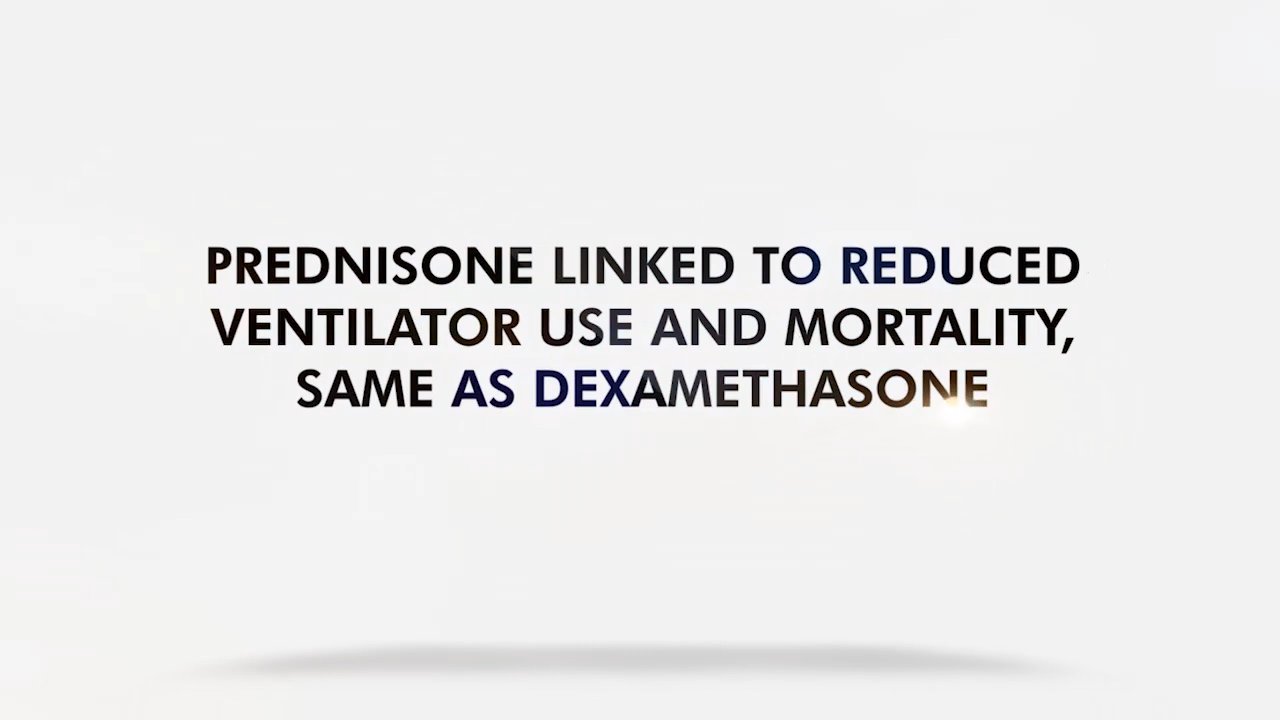 PREDNISONE LINKED TO REDUCED
VENTILATOR USE AND MORTALITY,
SAME AS DEXAMETHASONE